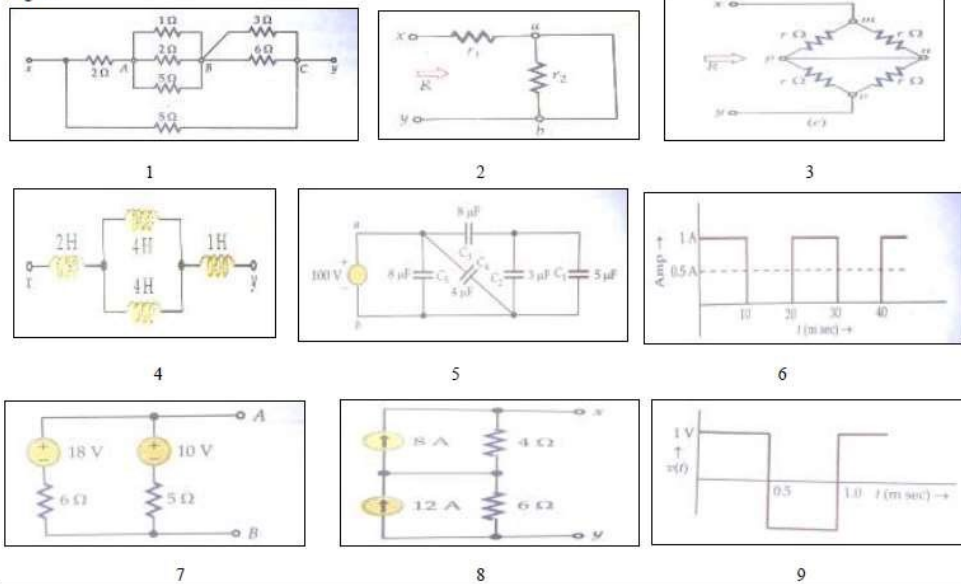 1Ω
3Ω
x 2Ω A 2Ω B 6Ω C y
5Ω
5Ω
1
x r₁ a
R r₂
y b
2
x m
r Ω r Ω
R p n
r Ω r Ω
y o
(c)
3
2H 4H 1H
x y
4H
4
a 8 μF
C₃
100 V + 8 μF C₅ C₄ 4 μF C₂ 3 μF C₁ 5 μF
b
5
Amp →
1 A
0.5 A
10 20 30 40
t (m sec) →
6
A
18 V 10 V
6 Ω 5 Ω
B
7
x
8 A 4 Ω
12 A 6 Ω
y
8
1 V
↑
v(t)
0.5 1.0 t (m sec) →
9